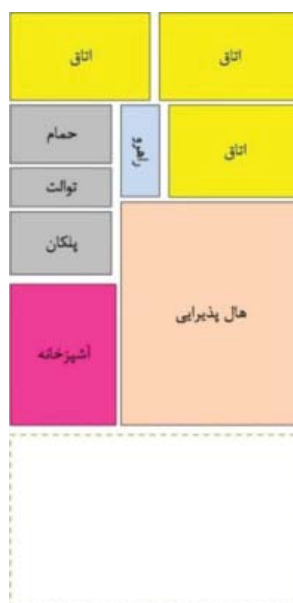 اتاق
اتاق
حمام
راهرو
اتاق
توالت
پلکان
هال پذیرایی
آشپزخانه